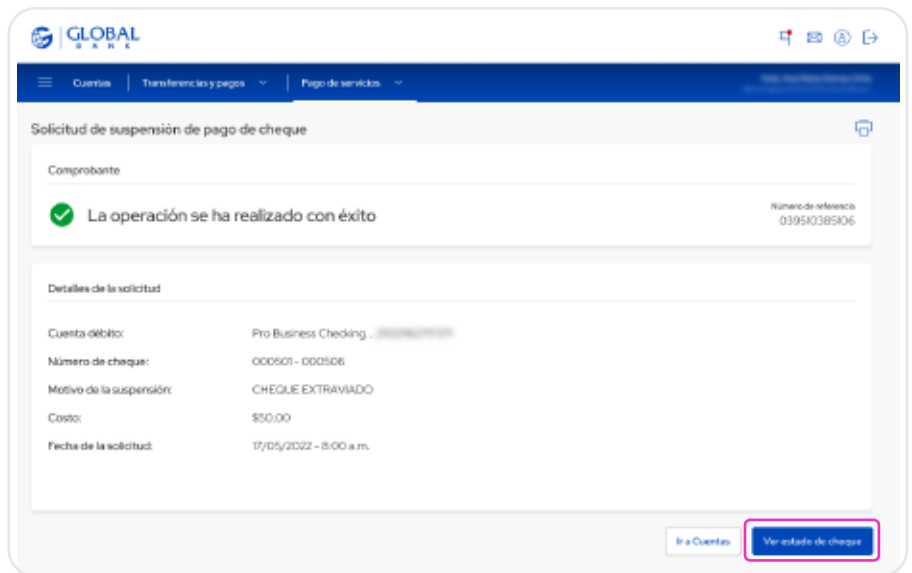 GLOBAL
BANK
Cuentas
Transferencias y pagos
Pago de servicios
Solicitud de suspensión de pago de cheque
Comprobante
La operación se ha realizado con éxito
Número de referencia
039510385106
Detalles de la solicitud
Cuenta débito: Pro Business Checking...
Número de cheque: 000501 - 000506
Motivo de la suspensión: CHEQUE EXTRAVIADO
Costo: $50.00
Fecha de la solicitud: 17/05/2022 - 8:00 a.m.
Ir a Cuentas
Ver estado de cheque